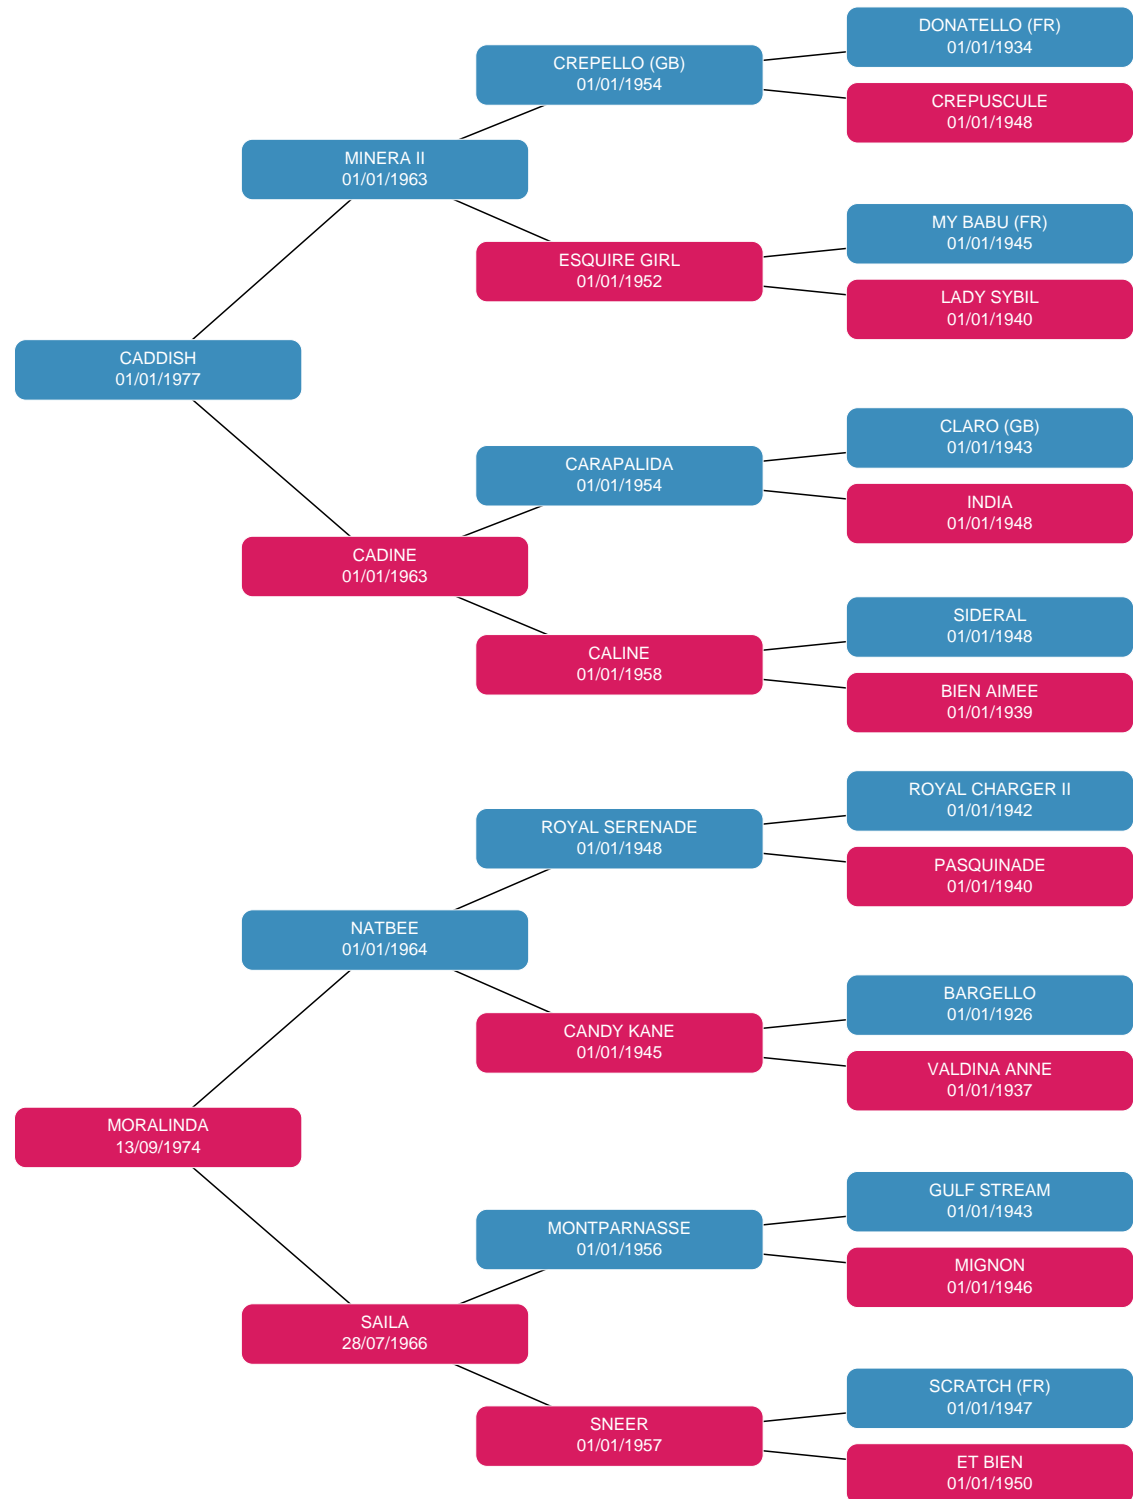 DONATELLO (FR)
01/01/1934
CREPELLO (GB)
01/01/1954
CREPUSCULE
01/01/1948
MINERA II
01/01/1963
MY BABU (FR)
01/01/1945
ESQUIRE GIRL
01/01/1952
LADY SYBIL
01/01/1940
CADDISH
01/01/1977
CLARO (GB)
01/01/1943
CARAPALIDA
01/01/1954
INDIA
01/01/1948
CADINE
01/01/1963
SIDERAL
01/01/1948
CALINE
01/01/1958
BIEN AIMEE
01/01/1939
ROYAL CHARGER II
01/01/1942
ROYAL SERENADE
01/01/1948
PASQUINADE
01/01/1940
NATBEE
01/01/1964
BARGELLO
01/01/1926
CANDY KANE
01/01/1945
VALDINA ANNE
01/01/1937
MORALINDA
13/09/1974
GULF STREAM
01/01/1943
MONTPARNASSE
01/01/1956
MIGNON
01/01/1946
SAILA
28/07/1966
SCRATCH (FR)
01/01/1947
SNEER
01/01/1957
ET BIEN
01/01/1950